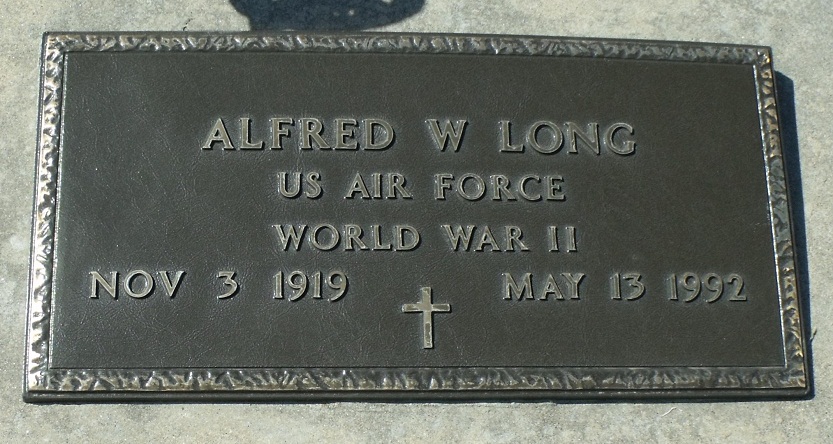 ALFRED W LONG
US AIR FORCE
WORLD WAR II
NOV 3 1919 MAY 13 1992